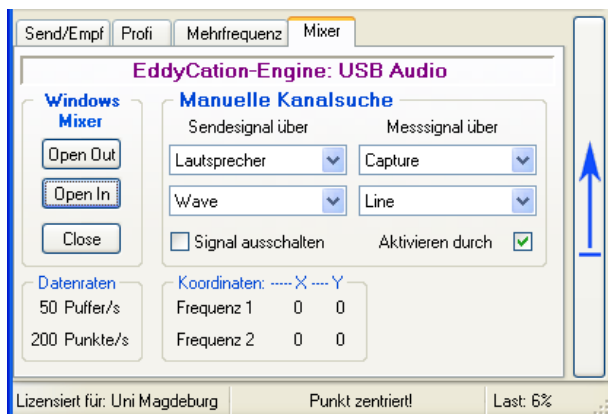 Send/Empf Profi Mehrfrequenz Mixer
EddyCation-Engine: USB Audio
Windows
Mixer
Open Out
Open In
Close
Manuelle Kanalsuche
Sendesignal über Messsignal über
Lautsprecher Capture
Wave Line
Signal ausschalten Aktivieren durch
Datenraten
50 Puffer/s
200 Punkte/s
Koordinaten: -----X ---- Y
Frequenz 1 0 0
Frequenz 2 0 0
Lizensiert für: Uni Magdeburg Punkt zentriert! Last: 6%